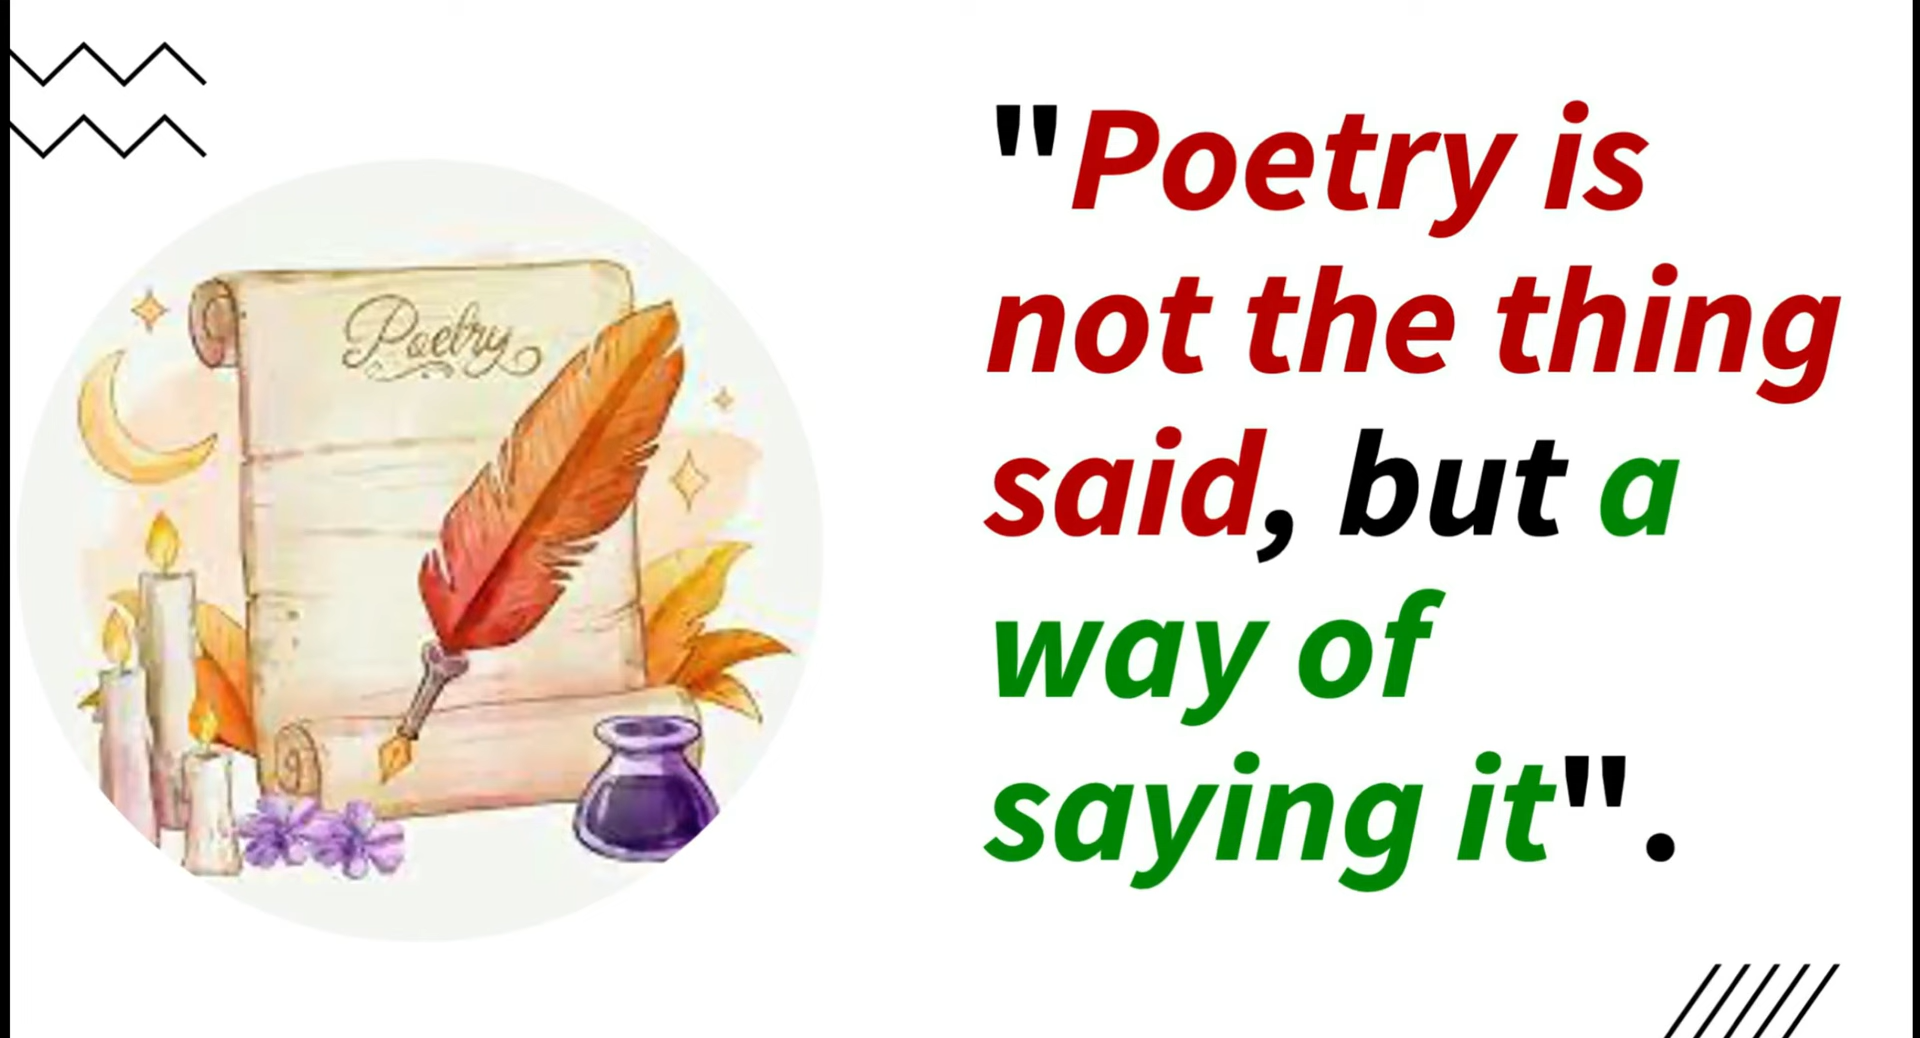 Poetry
"Poetry is
not the thing
said, but a
way of
saying it".